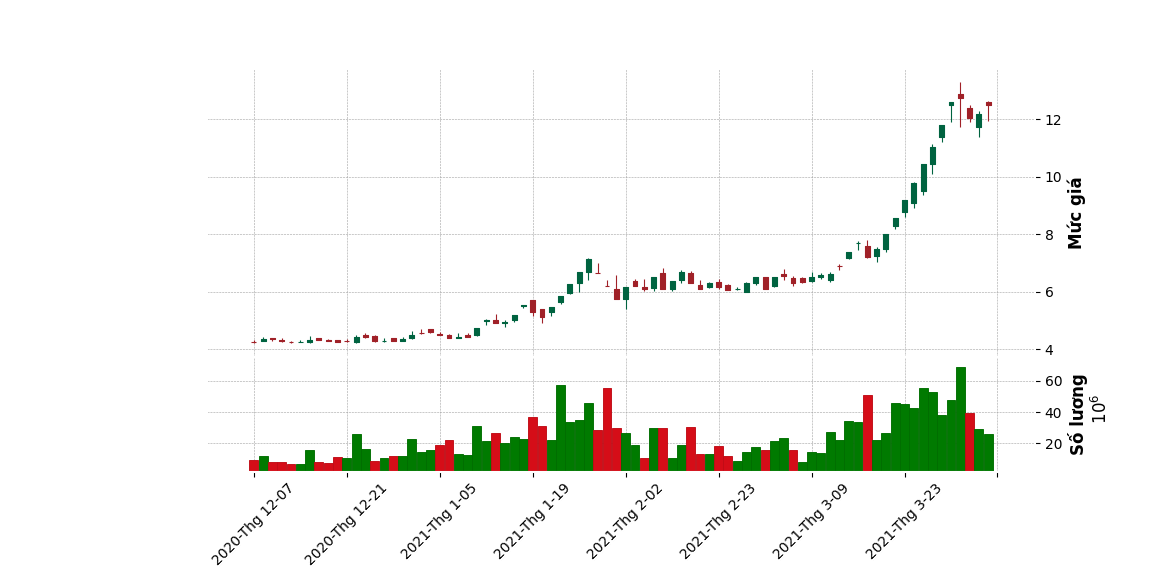 12
10
8
6
4
Mức giá
60
40
20
Số lượng
10^6
2020-Thg 12-07
2020-Thg 12-21
2021-Thg 1-05
2021-Thg 1-19
2021-Thg 2-02
2021-Thg 2-23
2021-Thg 3-09
2021-Thg 3-23